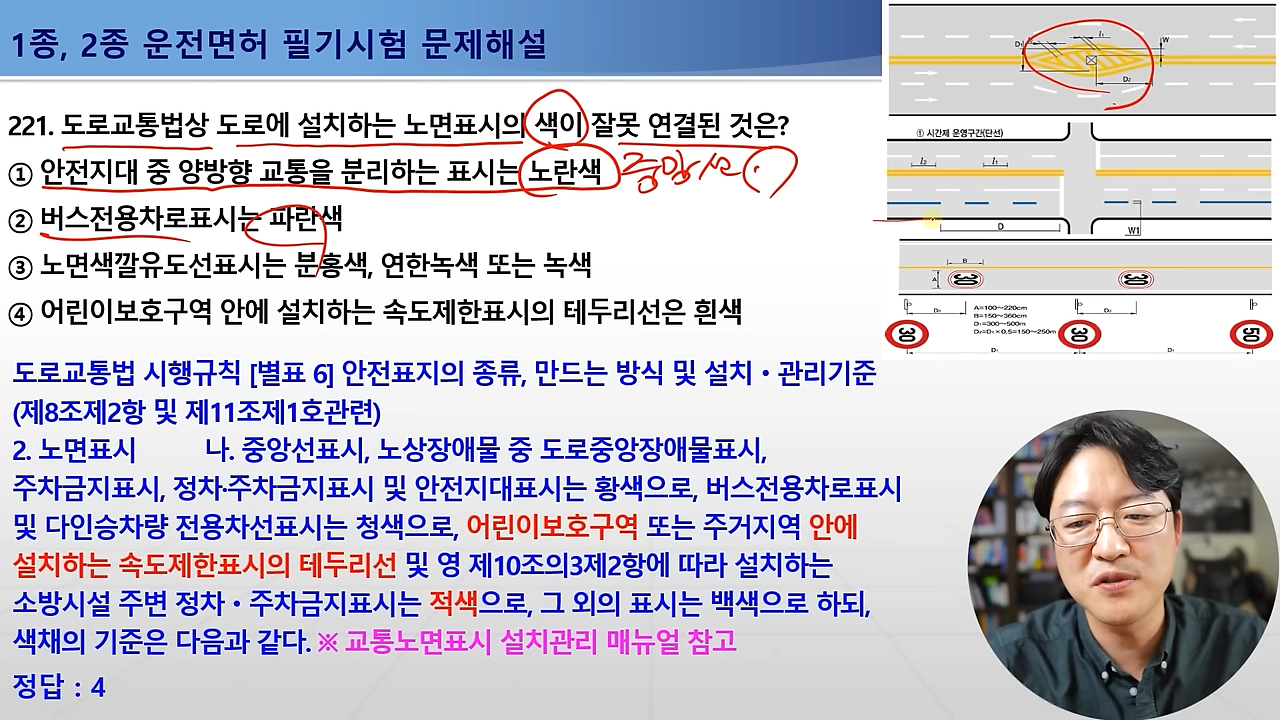 1종, 2종 운전면허 필기시험 문제해설
221. 도로교통법상 도로에 설치하는 노면표시의 색이 잘못 연결된 것은?
① 안전지대 중 양방향 교통을 분리하는 표시는 노란색 중앙선
② 버스전용차로표시는 파란색
③ 노면색깔유도선표시는 분홍색, 연한녹색 또는 녹색
④ 어린이보호구역 안에 설치하는 속도제한표시의 테두리선은 흰색
도로교통법 시행규칙 [별표 6] 안전표지의 종류, 만드는 방식 및 설치・관리기준
(제8조제2항 및 제11조제1호관련)
2. 노면표시 나. 중앙선표시, 노상장애물 중 도로중앙장애물표시,
주차금지표시, 정차·주차금지표시 및 안전지대표시는 황색으로, 버스전용차로표시
및 다인승차량 전용차선표시는 청색으로, 어린이보호구역 또는 주거지역 안에
설치하는 속도제한표시의 테두리선 및 영 제10조의3제2항에 따라 설치하는
소방시설 주변 정차・주차금지표시는 적색으로, 그 외의 표시는 백색으로 하되,
색채의 기준은 다음과 같다. ※ 교통노면표시 설치관리 매뉴얼 참고
정답 : 4
l₁ W
D₁
D₂
① 시간제 운영구간(단선)
l₂ l₁
D
W1
B
A
30 30
A=100~220cm
B=150~360cm
D₁=300~500m
D₂=D₁×0.5=150~250m
D₂ D₂
30 30 50
D₁ D₁